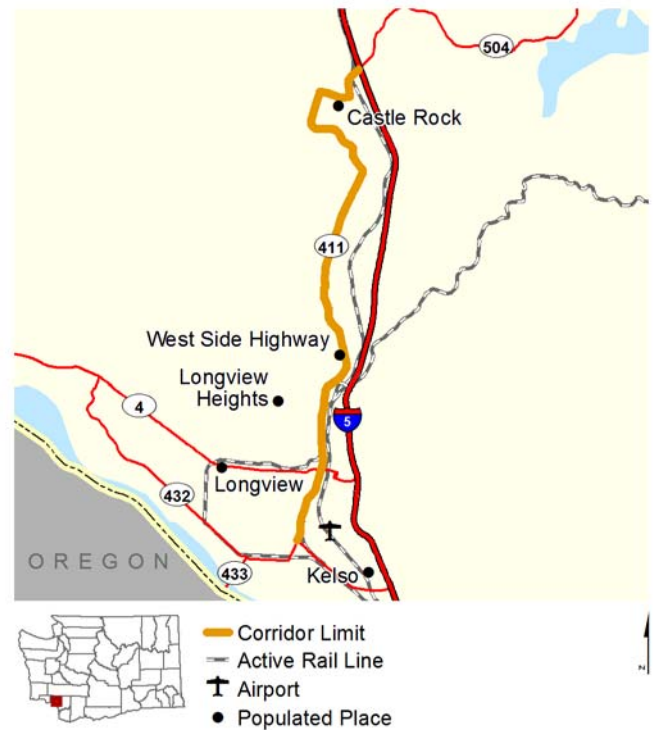 504
Castle Rock
411
West Side Highway
Longview
Heights
4
5
Longview
432
OREGON
433
Kelso
Corridor Limit
Active Rail Line
Airport
Populated Place
N